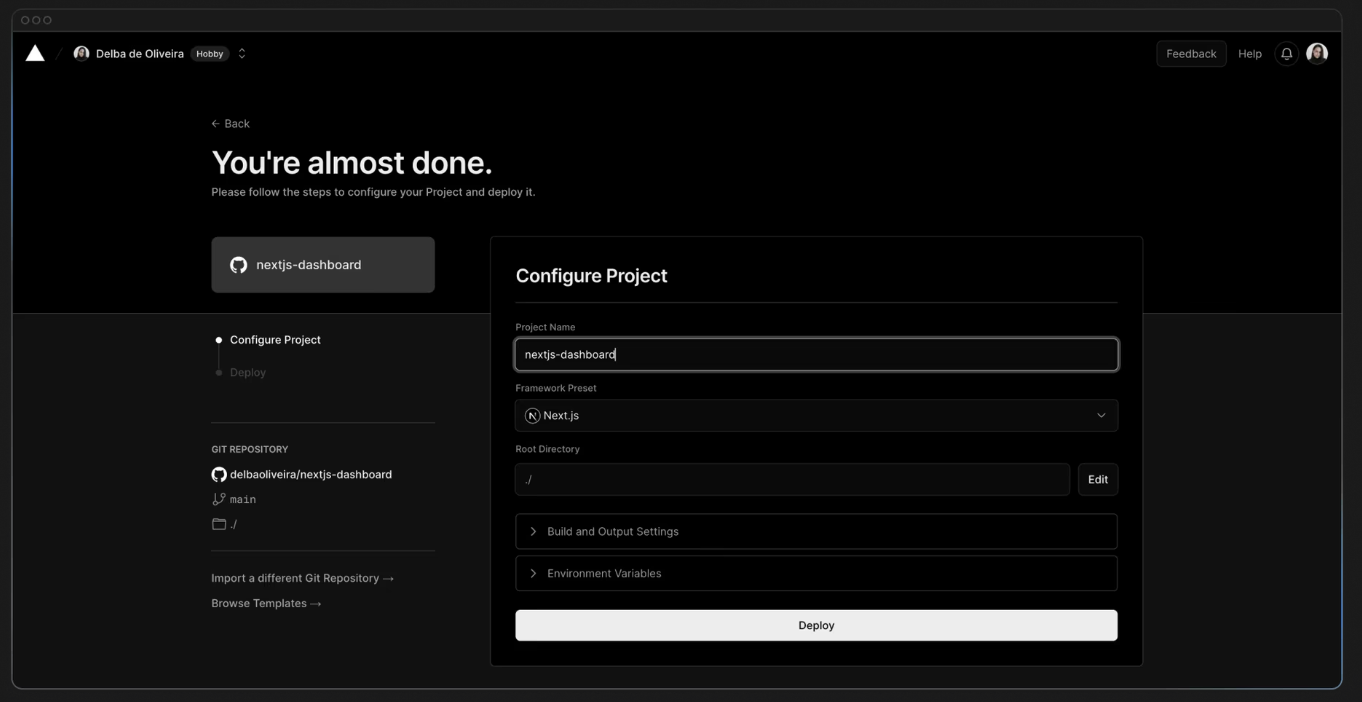 Delba de Oliveira Hobby
Feedback Help
← Back
You're almost done.
Please follow the steps to configure your Project and deploy it.
nextjs-dashboard
Configure Project
Deploy
GIT REPOSITORY
delbaoliveira/nextjs-dashboard
main
./
Import a different Git Repository →
Browse Templates →
Configure Project
Project Name
nextjs-dashboard
Framework Preset
N Next.js
Root Directory
./ Edit
Build and Output Settings
Environment Variables
Deploy